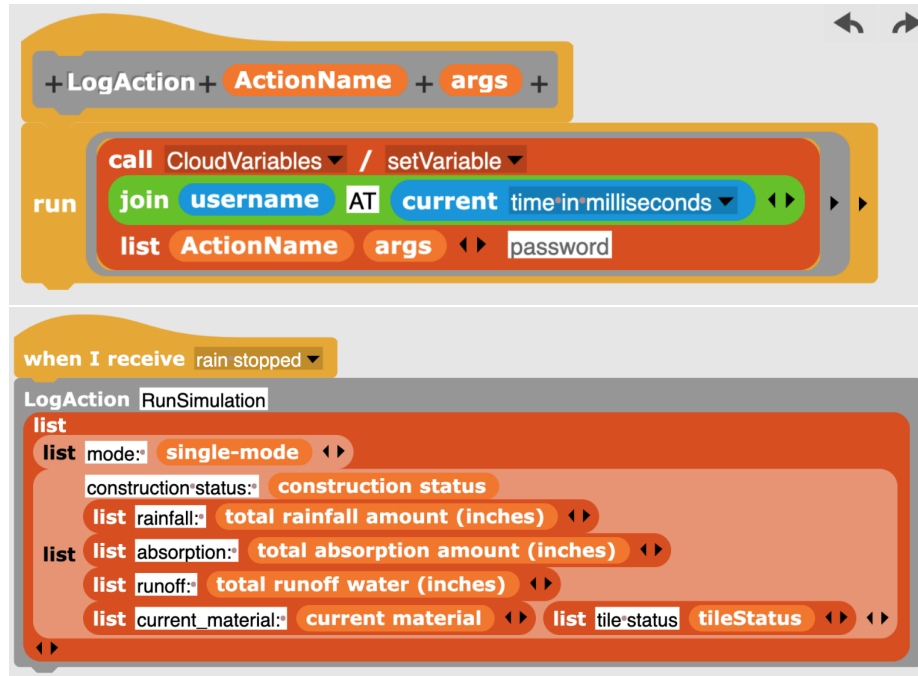 + LogAction + ActionName + args +
call CloudVariables / setVariable
run join username AT current time in milliseconds
list ActionName args password
when I receive rain stopped
LogAction RunSimulation
list
list mode: single-mode
construction status: construction status
list rainfall: total rainfall amount (inches)
list list absorption: total absorption amount (inches)
list runoff: total runoff water (inches)
list current_material: current material list tile status tileStatus